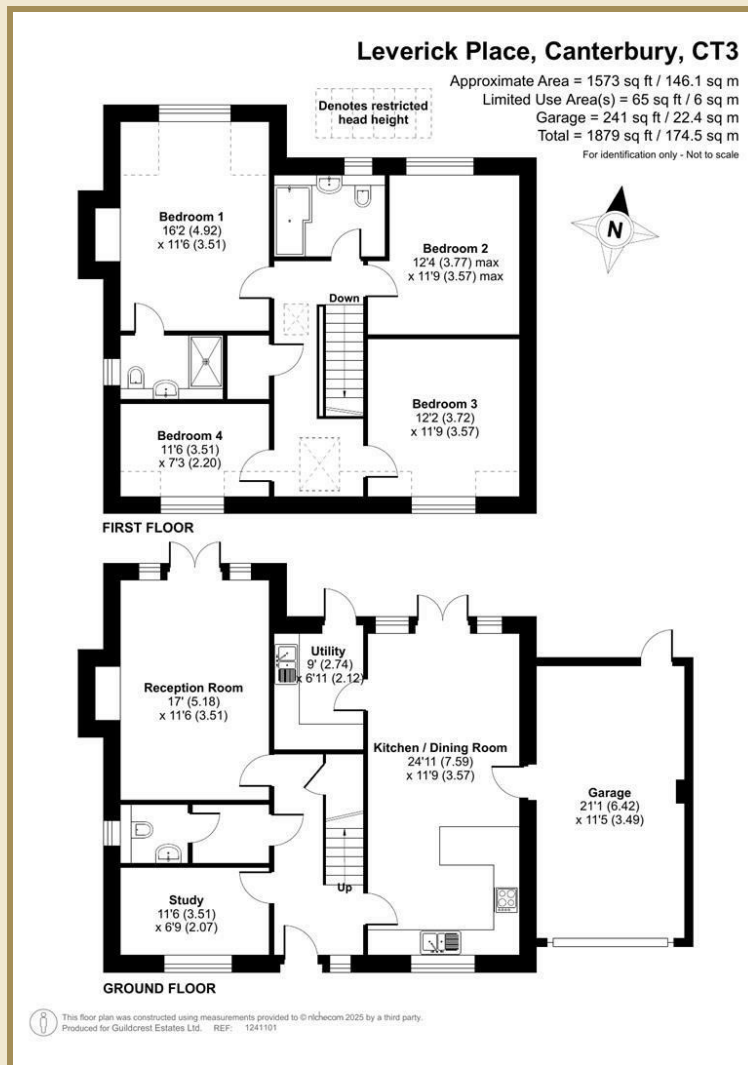 Leverick Place, Canterbury, CT3
Approximate Area = 1573 sq ft / 146.1 sq m
Limited Use Area(s) = 65 sq ft / 6 sq m
Garage = 241 sq ft / 22.4 sq m
Total = 1879 sq ft / 174.5 sq m
For identification only - Not to scale
Denotes restricted
head height
N
Bedroom 1
16'2 (4.92)
x 11'6 (3.51)
Bedroom 2
12'4 (3.77) max
x 11'9 (3.57) max
Down
Bedroom 3
12'2 (3.72)
x 11'9 (3.57)
Bedroom 4
11'6 (3.51)
x 7'3 (2.20)
FIRST FLOOR
Utility
9' (2.74)
x 6'11 (2.12)
Reception Room
17' (5.18)
x 11'6 (3.51)
Kitchen / Dining Room
24'11 (7.59)
x 11'9 (3.57)
Garage
21'1 (6.42)
x 11'5 (3.49)
Up
Study
11'6 (3.51)
x 6'9 (2.07)
GROUND FLOOR
This floor plan was constructed using measurements provided to © nlchecom 2025 by a third party.
Produced for Guildcrest Estates Ltd. REF: 1241101